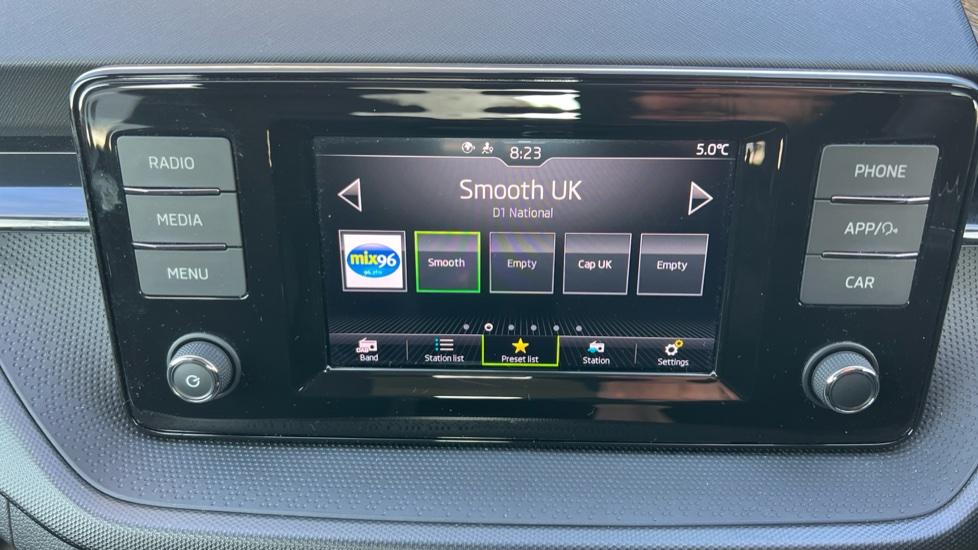 RADIO
MEDIA
MENU
8:23
5.0°C
Smooth UK
D1 National
mix96
Smooth
Empty
Cap UK
Empty
Band
Station list
Preset list
Station
Settings
PHONE
APP/
CAR